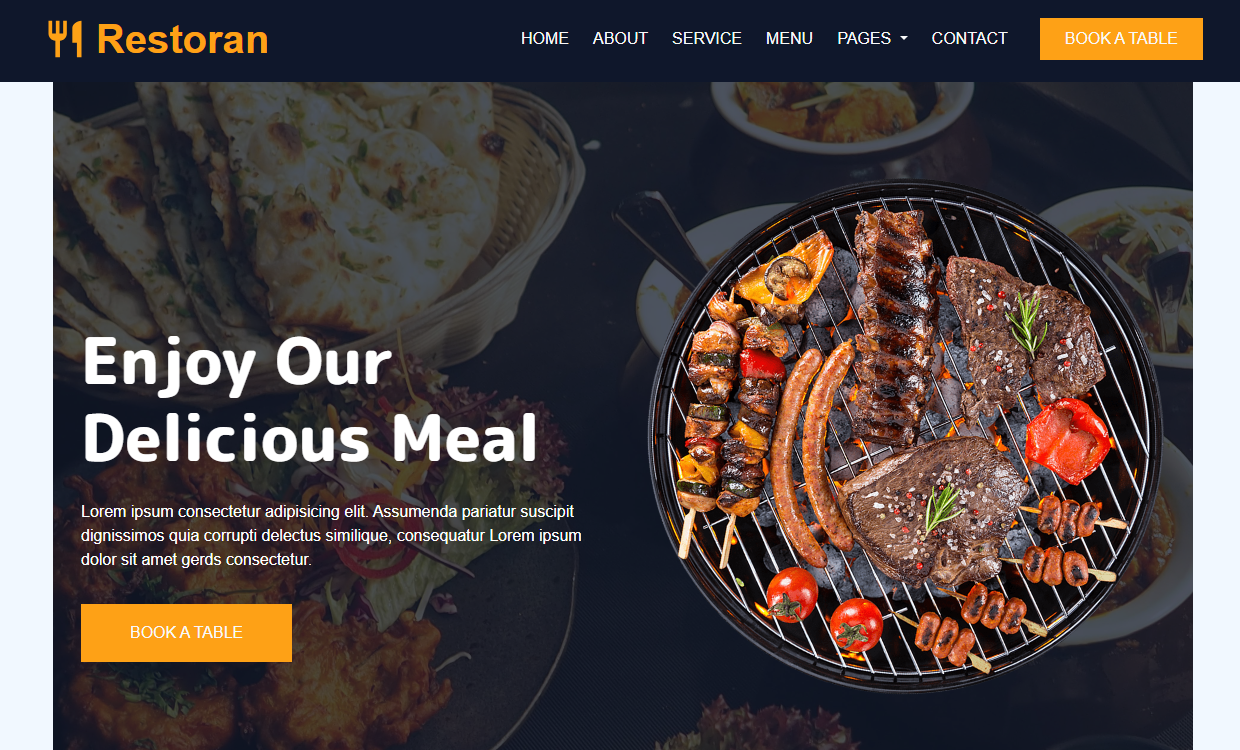 Restoran
HOME ABOUT SERVICE MENU PAGES CONTACT BOOK A TABLE
Enjoy Our
Delicious Meal
Lorem ipsum consectetur adipisicing elit. Assumenda pariatur suscipit
dignissimos quia corrupti delectus similique, consequatur Lorem ipsum
dolor sit amet gerds consectetur.
BOOK A TABLE